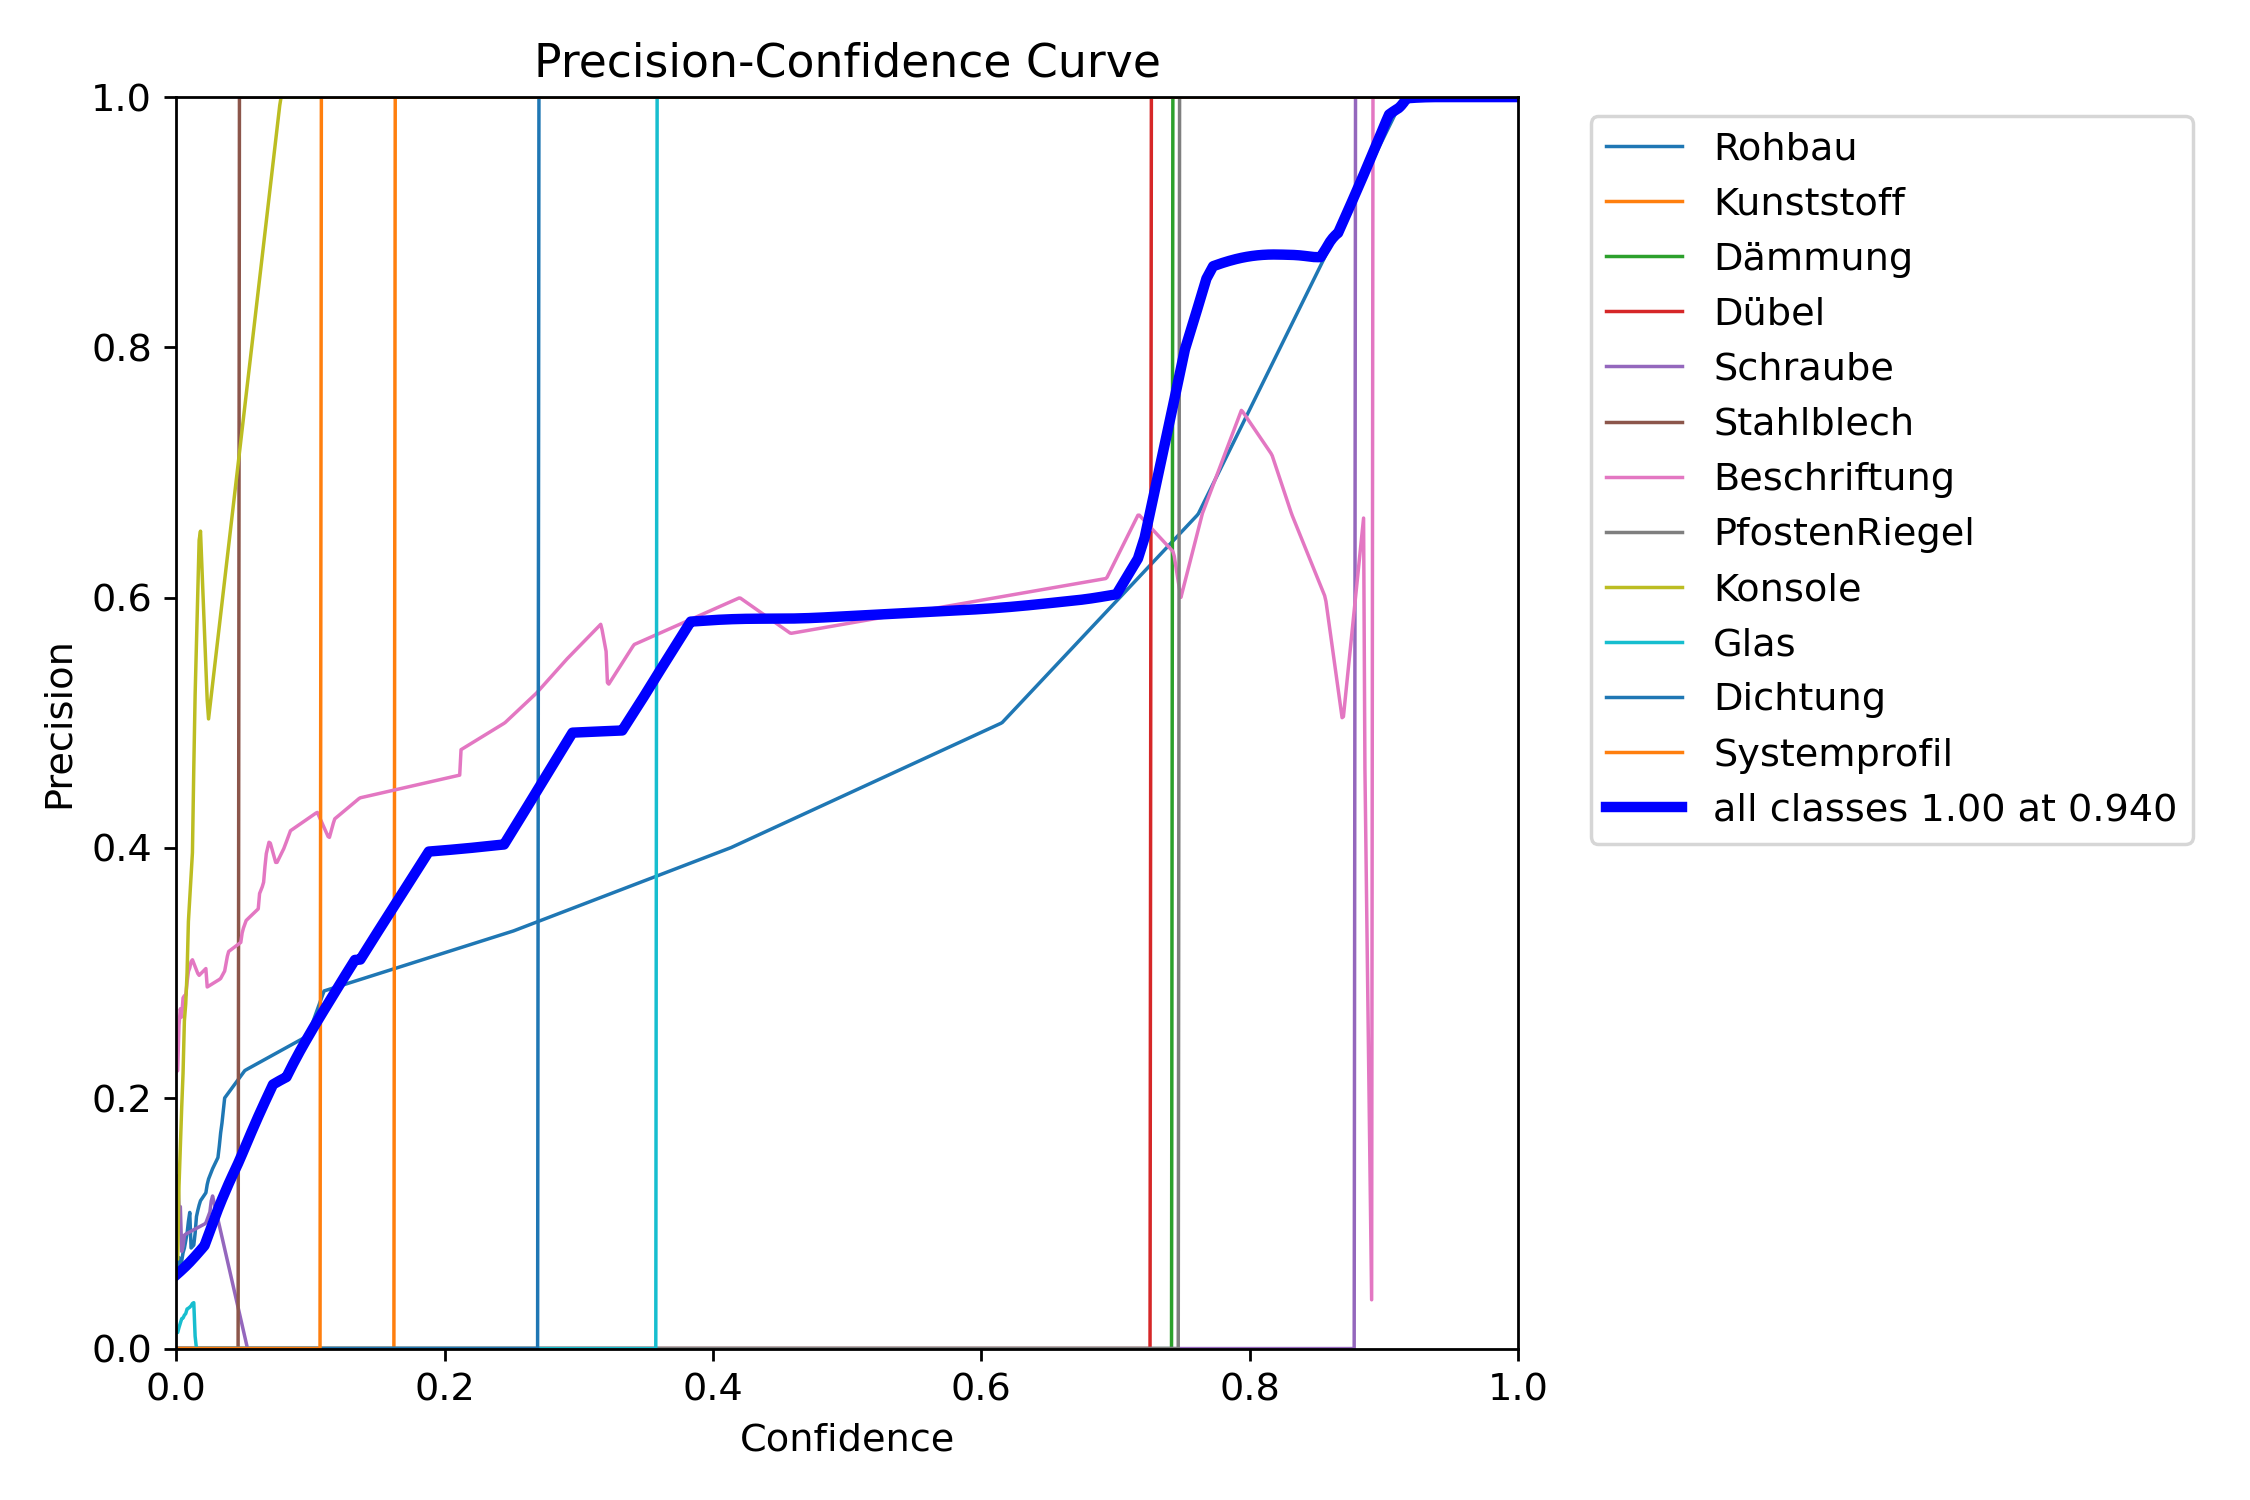 Precision-Confidence Curve
1.0
0.8
0.6
0.4
0.2
0.0
Precision
0.0 0.2 0.4 0.6 0.8 1.0
Confidence
Rohbau
Kunststoff
Dämmung
Dübel
Schraube
Stahlblech
Beschriftung
PfostenRiegel
Konsole
Glas
Dichtung
Systemprofil
all classes 1.00 at 0.940